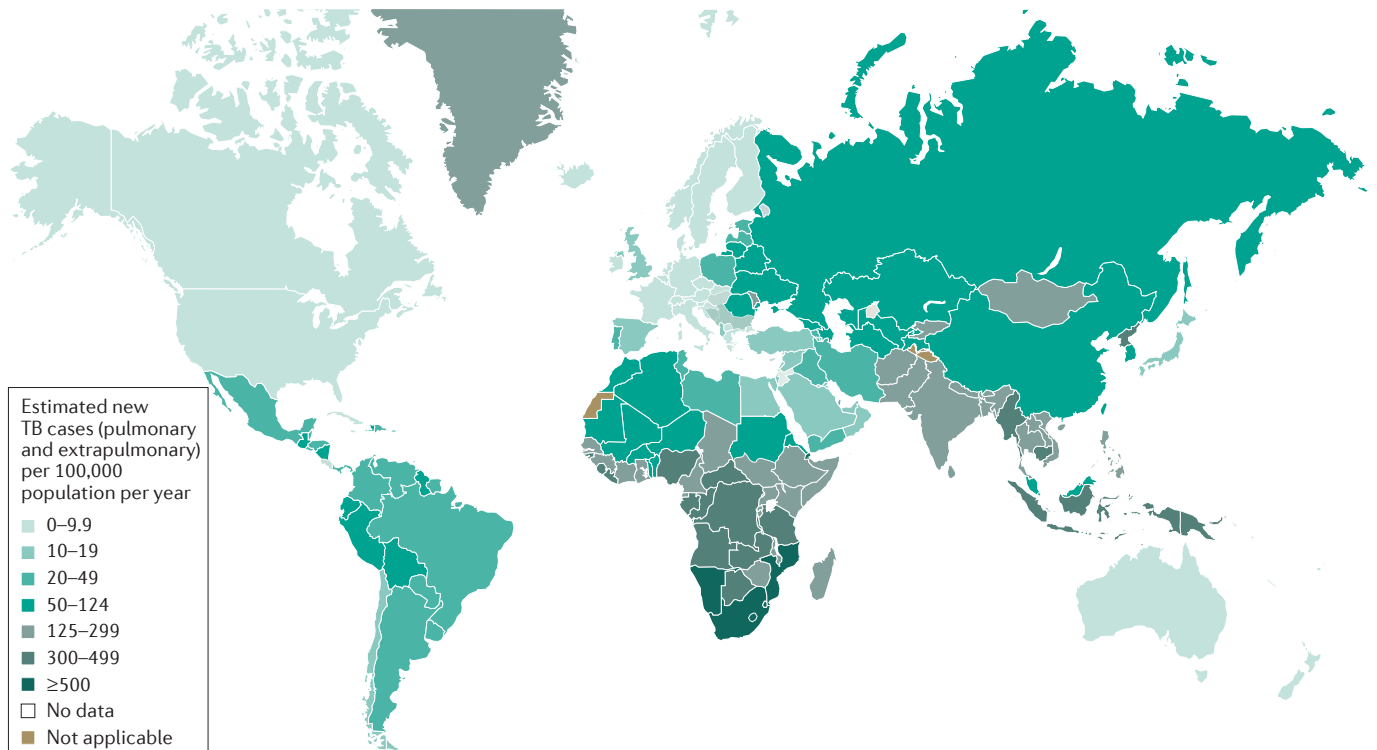 Estimated new
TB cases (pulmonary
and extrapulmonary)
per 100,000
population per year
0–9.9
10–19
20–49
50–124
125–299
300–499
≥500
No data
Not applicable